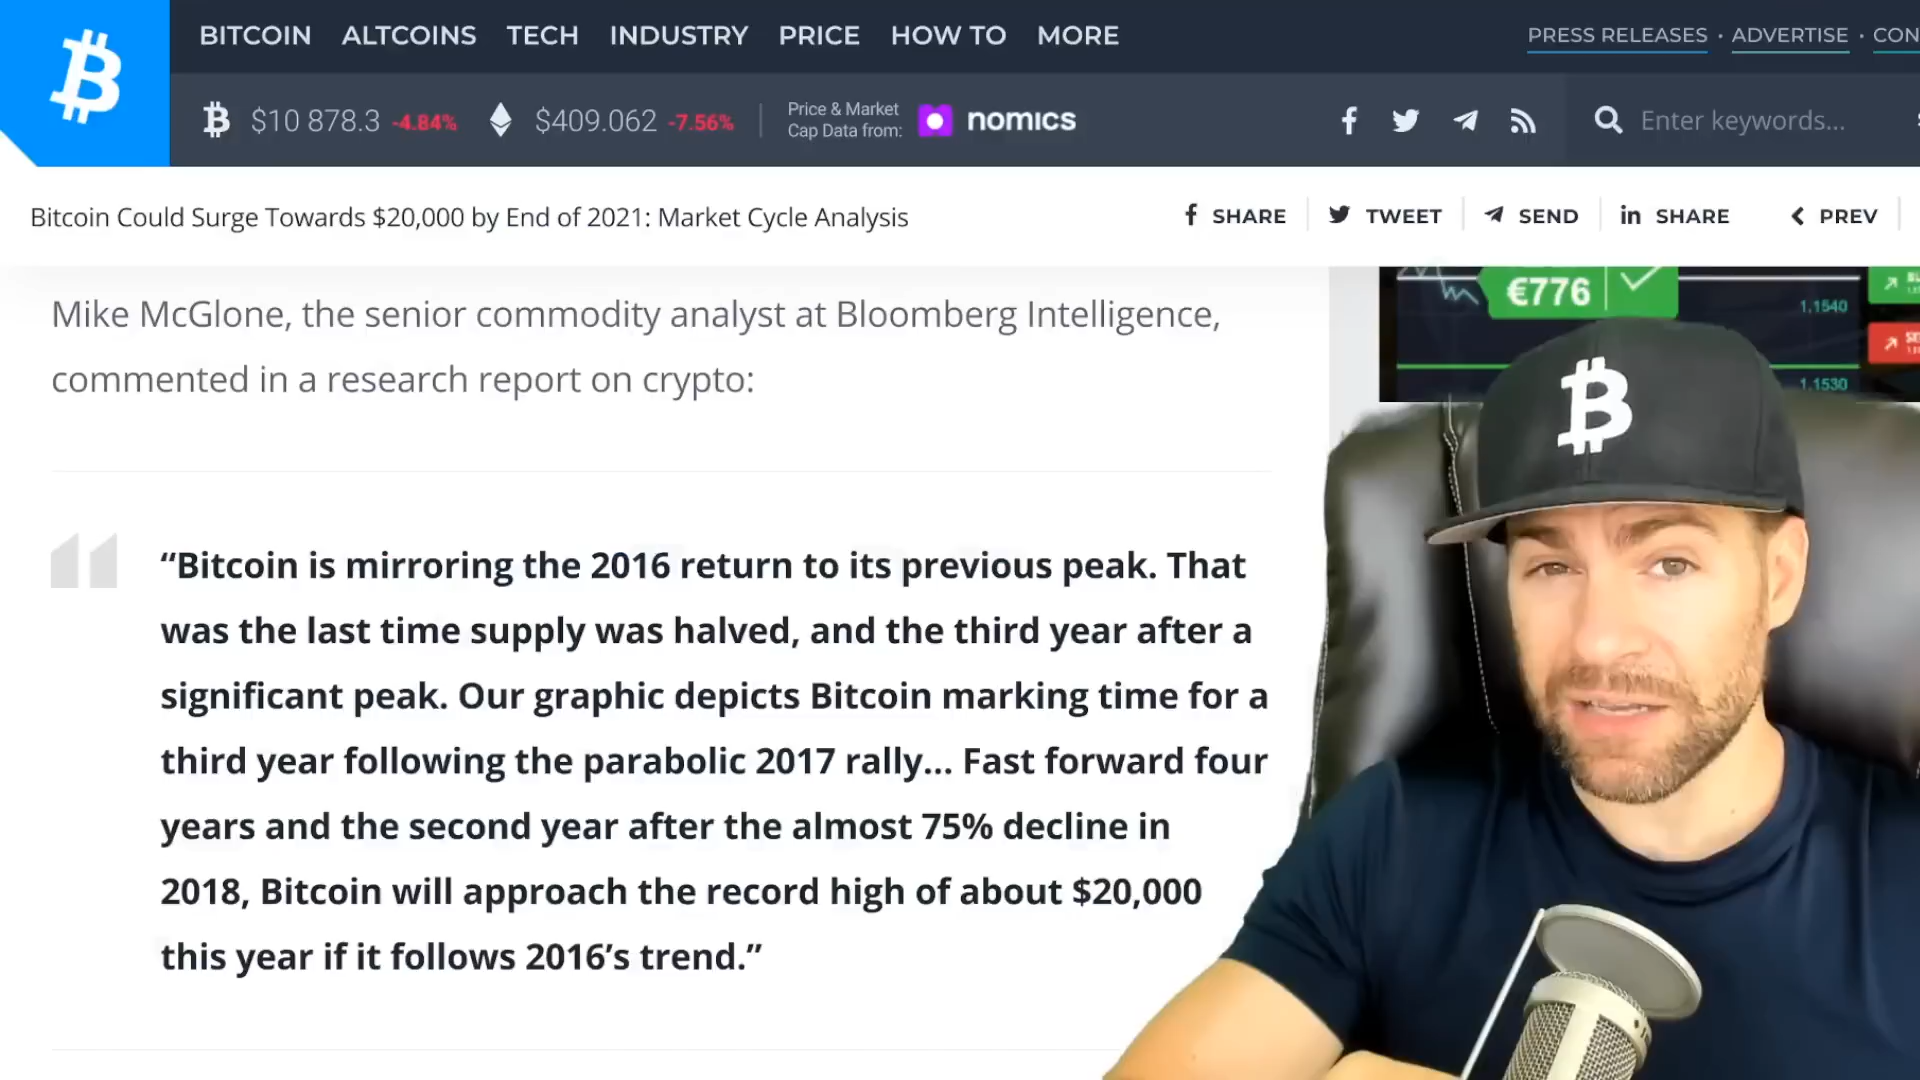 BITCOIN ALTCOINS TECH INDUSTRY PRICE HOW TO MORE
PRESS RELEASES · ADVERTISE · CON
$10 878.3 -4.84% $409.062 -7.56%
Price & Market
Cap Data from:
nomics
Enter keywords...
Bitcoin Could Surge Towards $20,000 by End of 2021: Market Cycle Analysis
SHARE TWEET SEND SHARE PREV
€776
1.1540
1.1530
Mike McGlone, the senior commodity analyst at Bloomberg Intelligence,
commented in a research report on crypto:
“Bitcoin is mirroring the 2016 return to its previous peak. That
was the last time supply was halved, and the third year after a
significant peak. Our graphic depicts Bitcoin marking time for a
third year following the parabolic 2017 rally… Fast forward four
years and the second year after the almost 75% decline in
2018, Bitcoin will approach the record high of about $20,000
this year if it follows 2016’s trend.”